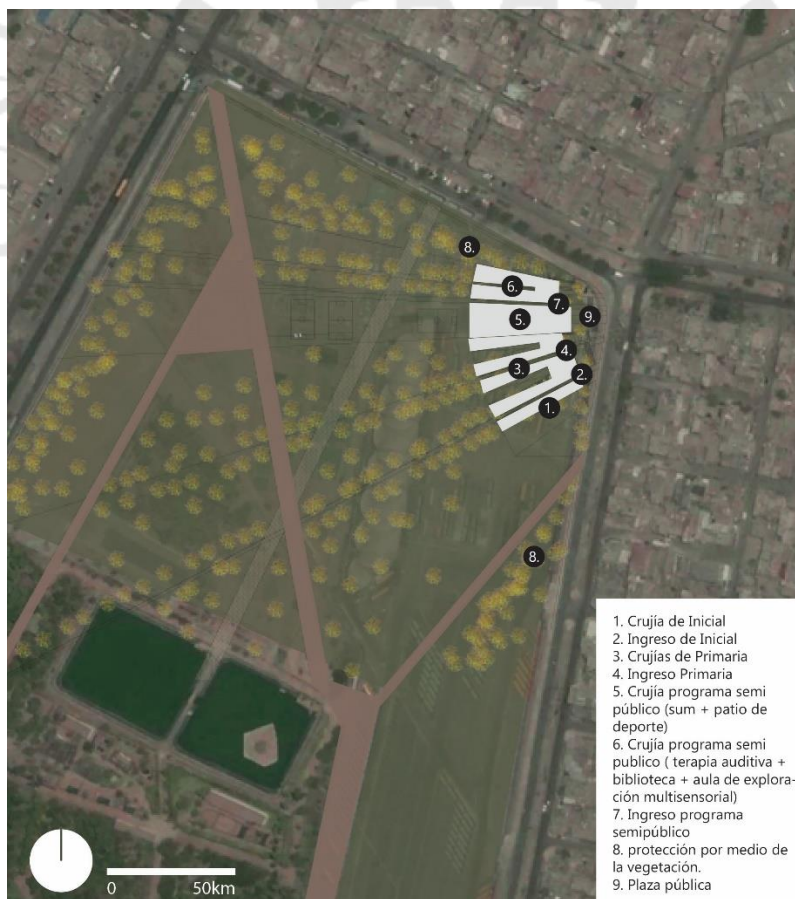 8.
6.
7.
5.
9.
4.
3.
2.
1.
8.
1. Crujía de Inicial
2. Ingreso de Inicial
3. Crujías de Primaria
4. Ingreso Primaria
5. Crujía programa semi
público (sum + patio de
deporte)
6. Crujía programa semi
publico ( terapia auditiva +
biblioteca + aula de explora-
ción multisensorial)
7. Ingreso programa
semipúblico
8. protección por medio de
la vegetación.
9. Plaza pública
0 50km